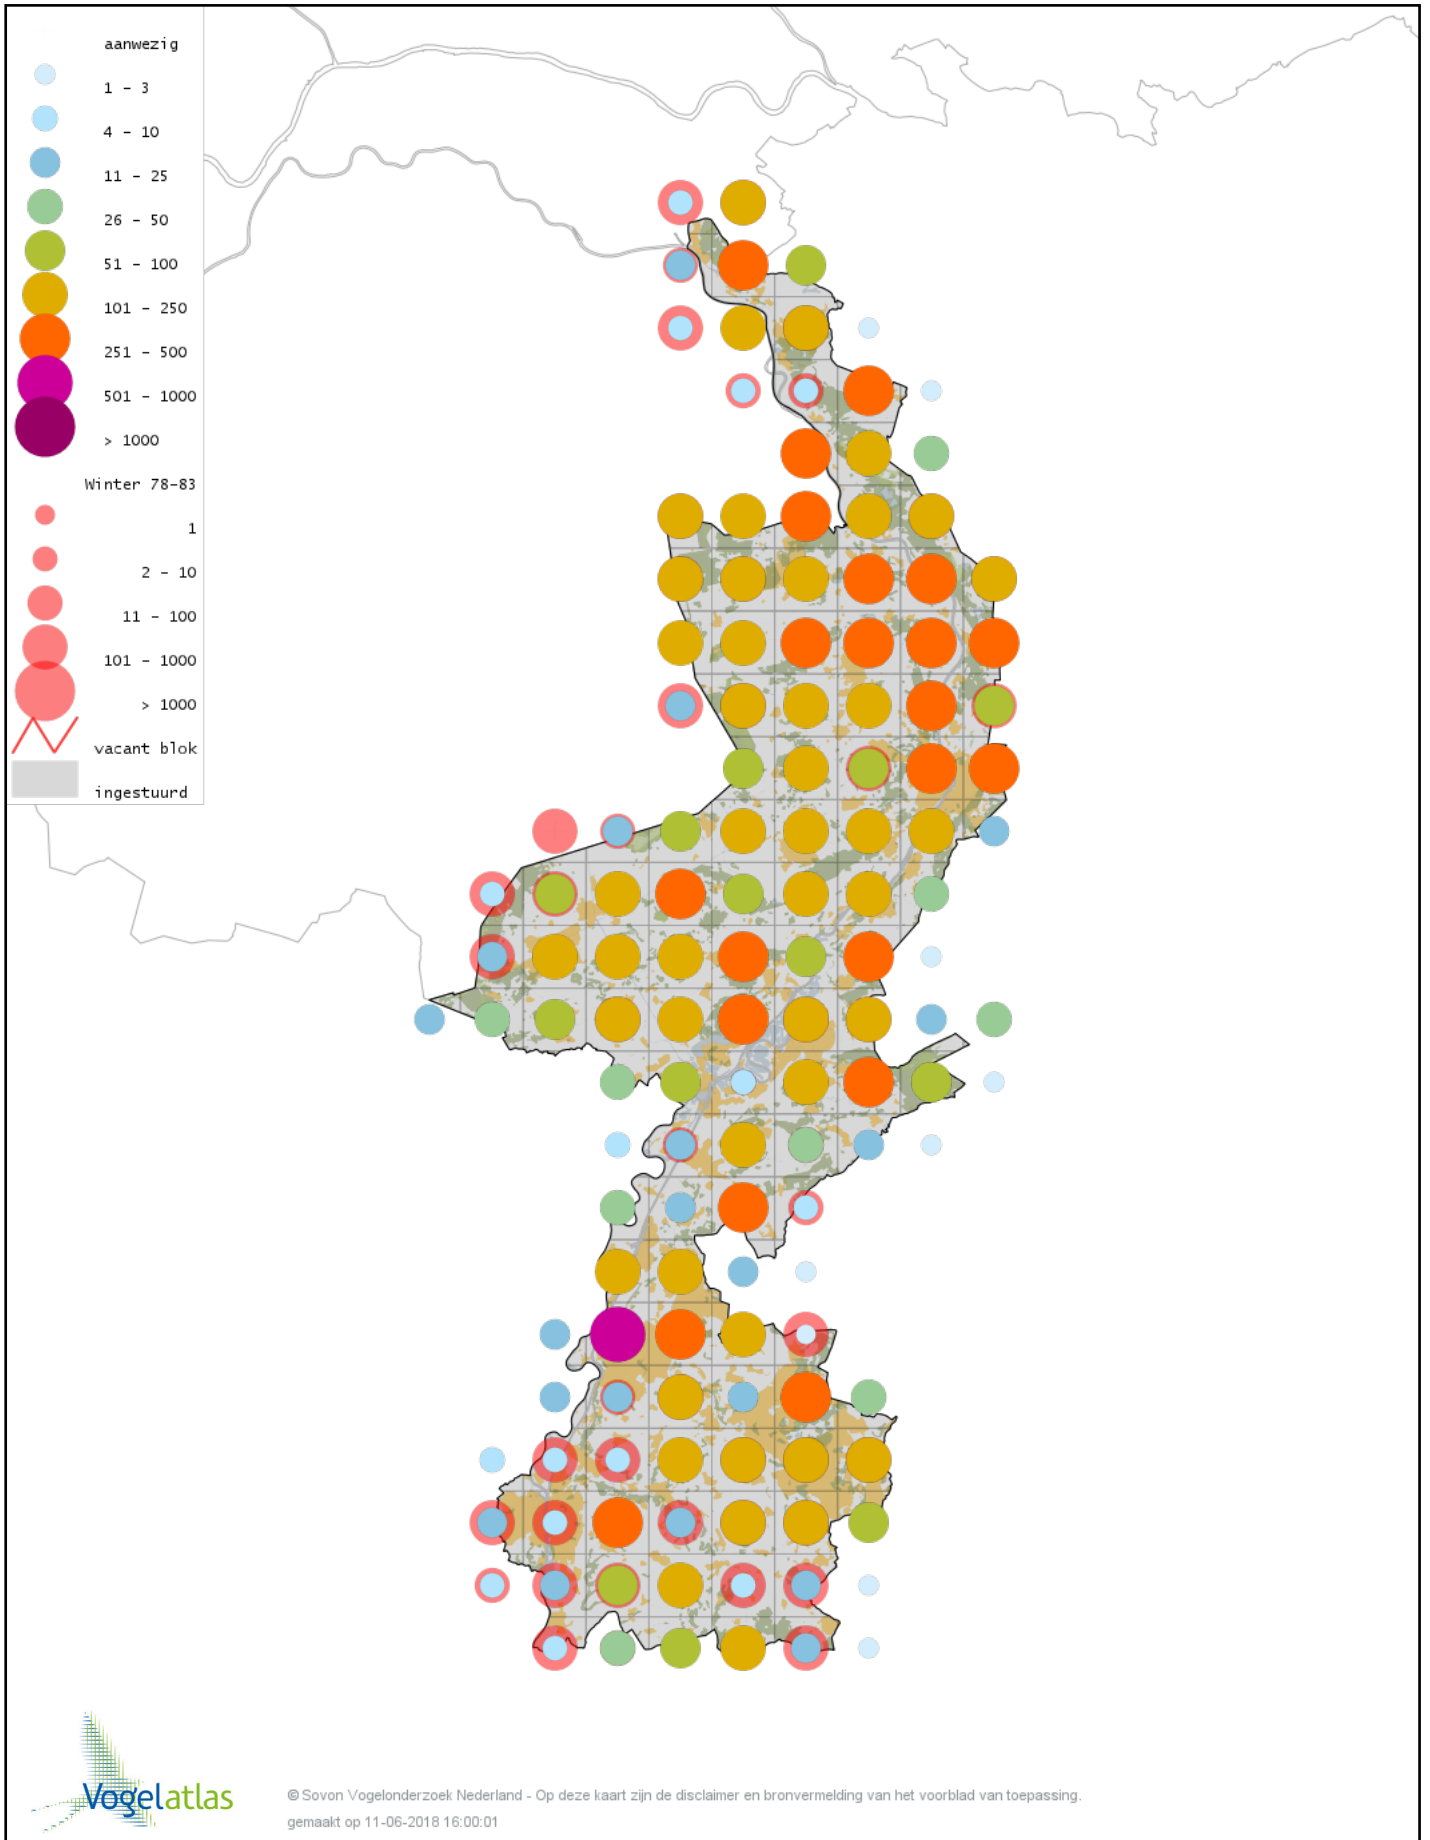 aanwezig
1 - 3
4 - 10
11 - 25
26 - 50
51 - 100
101 - 250
251 - 500
501 - 1000
> 1000
Winter 78-83
1
2 - 10
11 - 100
101 - 1000
> 1000
vacant blok
ingestuurd
Vogelatlas
© Sovon Vogelonderzoek Nederland - Op deze kaart zijn de disclaimer en bronvermelding van het voorblad van toepassing.
gemaakt op 11-06-2018 16:00:01